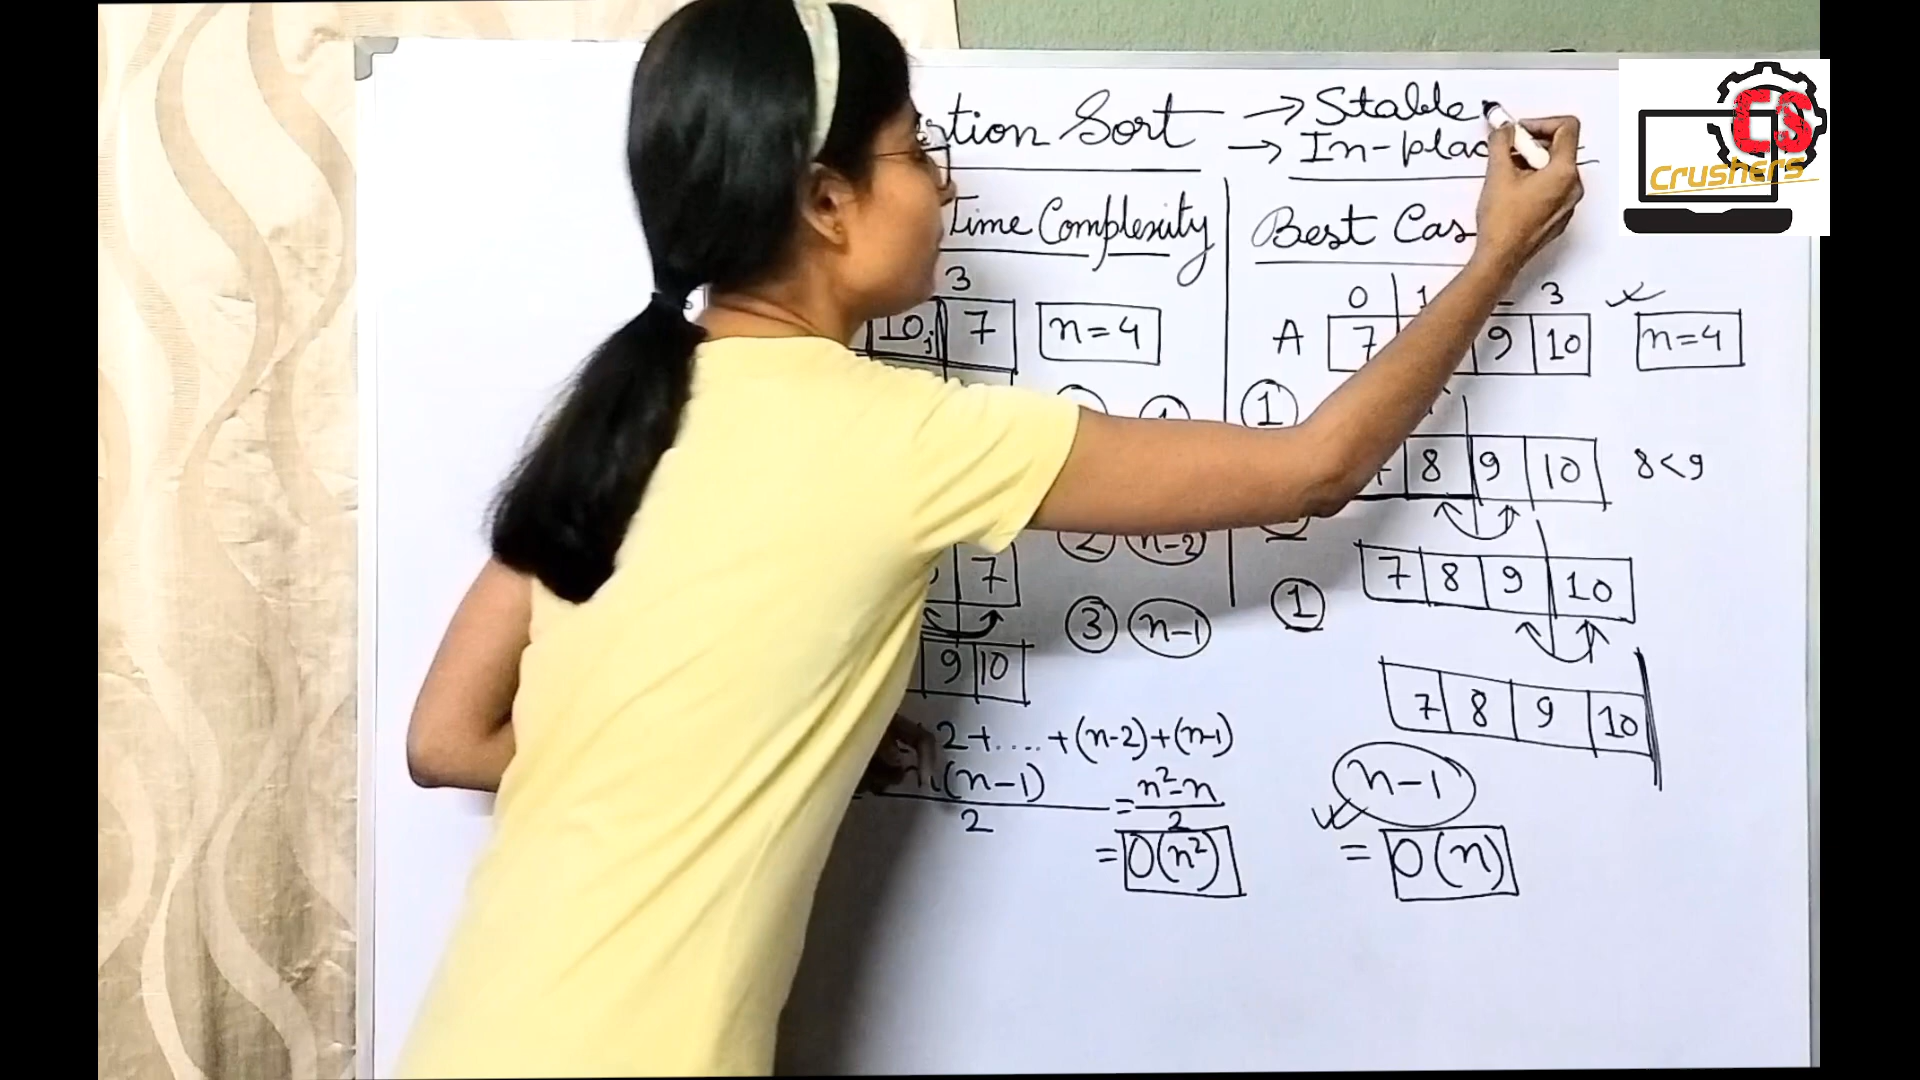 rtion Sort → Stable
→ In-plac
Time Complexity
3
10 j 7 n=4
7
2 n-2
3 n-1
9 10
2+....+(n-2)+(n-1)
(n-1) = n²-n
2 2
= O(n²)
Best Cas
0 1 3
A 7 9 10 n=4
1
8 9 10 8<9
7 8 9 10
1
7 8 9 10
n-1
= O(n)
CS
Crushers